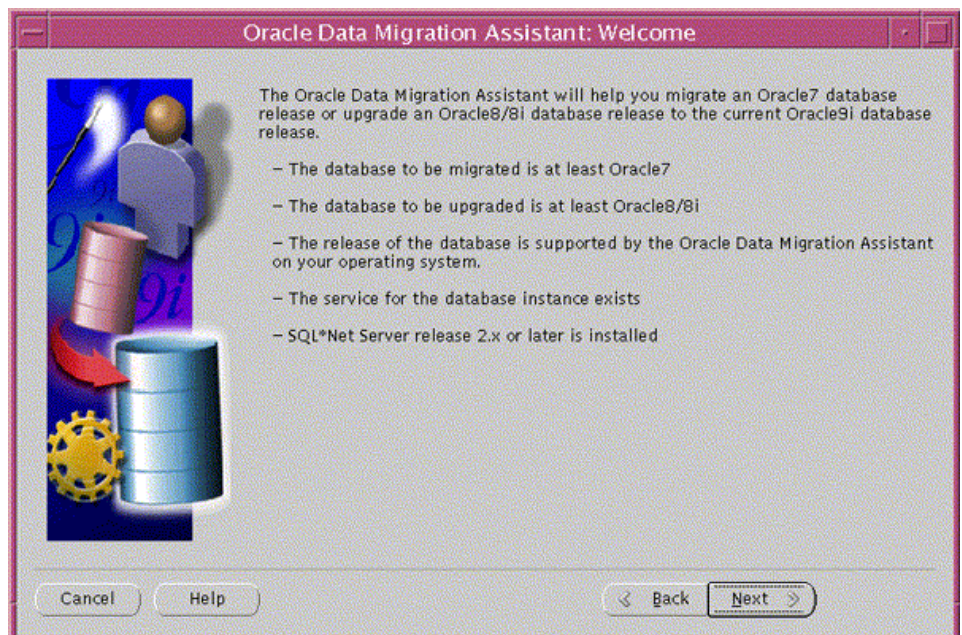 Oracle Data Migration Assistant: Welcome
The Oracle Data Migration Assistant will help you migrate an Oracle7 database
release or upgrade an Oracle8/8i database release to the current Oracle9i database
release.
– The database to be migrated is at least Oracle7
– The database to be upgraded is at least Oracle8/8i
– The release of the database is supported by the Oracle Data Migration Assistant
on your operating system.
– The service for the database instance exists
– SQL*Net Server release 2.x or later is installed
9i
9i
9i
Cancel Help Back Next